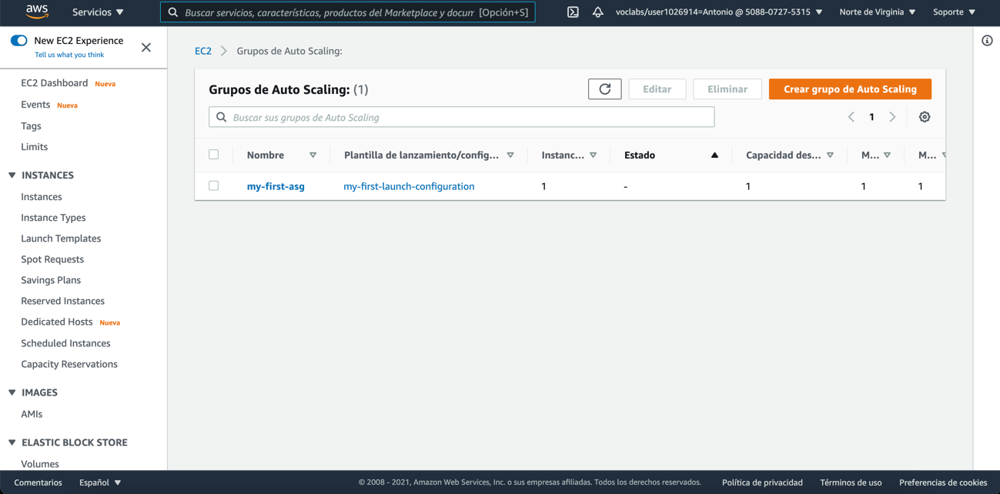 aws
Servicios
Buscar servicios, características, productos del Marketplace y docum [Opción+S]
voclabs/user1026914=Antonio @ 5088-0727-5315
Norte de Virginia
Soporte
New EC2 Experience
Tell us what you think
EC2 Dashboard Nueva
Events Nueva
Tags
Limits
INSTANCES
Instances
Instance Types
Launch Templates
Spot Requests
Savings Plans
Reserved Instances
Dedicated Hosts Nueva
Scheduled Instances
Capacity Reservations
IMAGES
AMIs
ELASTIC BLOCK STORE
Volumes
EC2 Grupos de Auto Scaling:
Grupos de Auto Scaling: (1)
Editar
Eliminar
Crear grupo de Auto Scaling
Buscar sus grupos de Auto Scaling
1
Nombre Plantilla de lanzamiento/config... Instanc... Estado Capacidad des... M... M...
my-first-asg my-first-launch-configuration 1 - 1 1 1
Comentarios Español © 2008 - 2021, Amazon Web Services, Inc. o sus empresas afiliadas. Todos los derechos reservados. Política de privacidad Términos de uso Preferencias de cookies